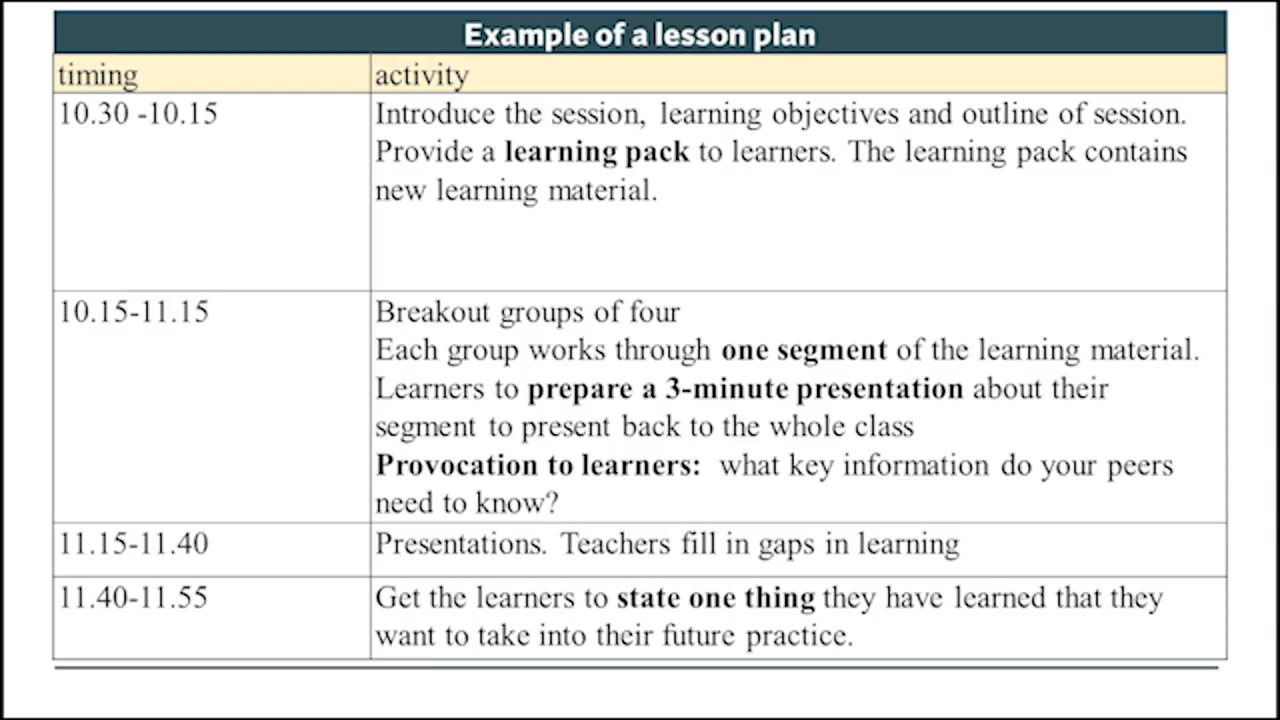 Example of a lesson plan
timing
activity
10.30 -10.15
Introduce the session, learning objectives and outline of session.
Provide a learning pack to learners. The learning pack contains
new learning material.
10.15-11.15
Breakout groups of four
Each group works through one segment of the learning material.
Learners to prepare a 3-minute presentation about their
segment to present back to the whole class
Provocation to learners: what key information do your peers
need to know?
11.15-11.40
Presentations. Teachers fill in gaps in learning
11.40-11.55
Get the learners to state one thing they have learned that they
want to take into their future practice.